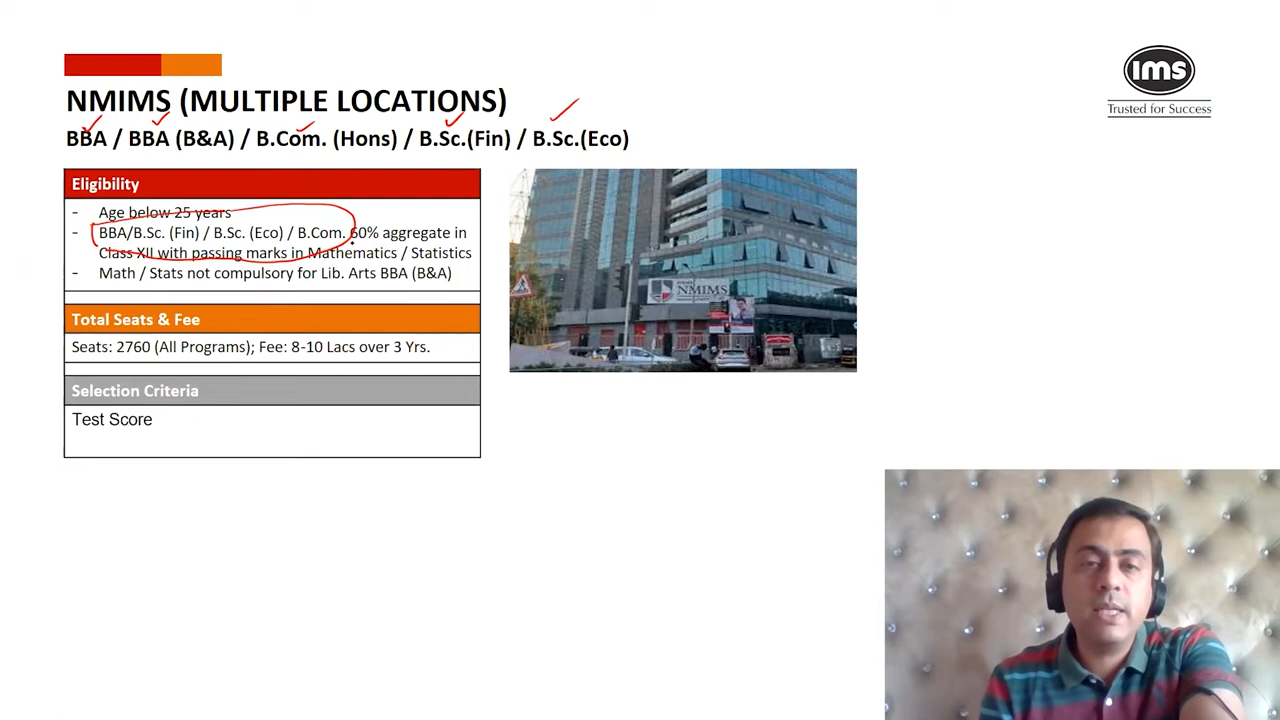 ims
Trusted for Success
NMIMS (MULTIPLE LOCATIONS)
BBA / BBA (B&A) / B.Com. (Hons) / B.Sc.(Fin) / B.Sc.(Eco)
Eligibility
- Age below 25 years
- BBA/B.Sc. (Fin) / B.Sc. (Eco) / B.Com. 60% aggregate in
Class XII with passing marks in Mathematics / Statistics
- Math / Stats not compulsory for Lib. Arts BBA (B&A)
Total Seats & Fee
Seats: 2760 (All Programs); Fee: 8-10 Lacs over 3 Yrs.
Selection Criteria
Test Score
NMIMS